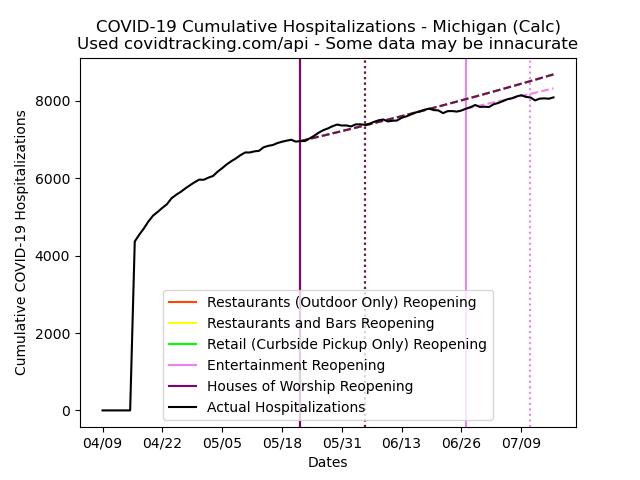 COVID-19 Cumulative Hospitalizations - Michigan (Calc)
Used covidtracking.com/api - Some data may be innacurate
Cumulative COVID-19 Hospitalizations
8000
6000
4000
2000
0
Restaurants (Outdoor Only) Reopening
Restaurants and Bars Reopening
Retail (Curbside Pickup Only) Reopening
Entertainment Reopening
Houses of Worship Reopening
Actual Hospitalizations
04/09 04/22 05/05 05/18 05/31 06/13 06/26 07/09
Dates